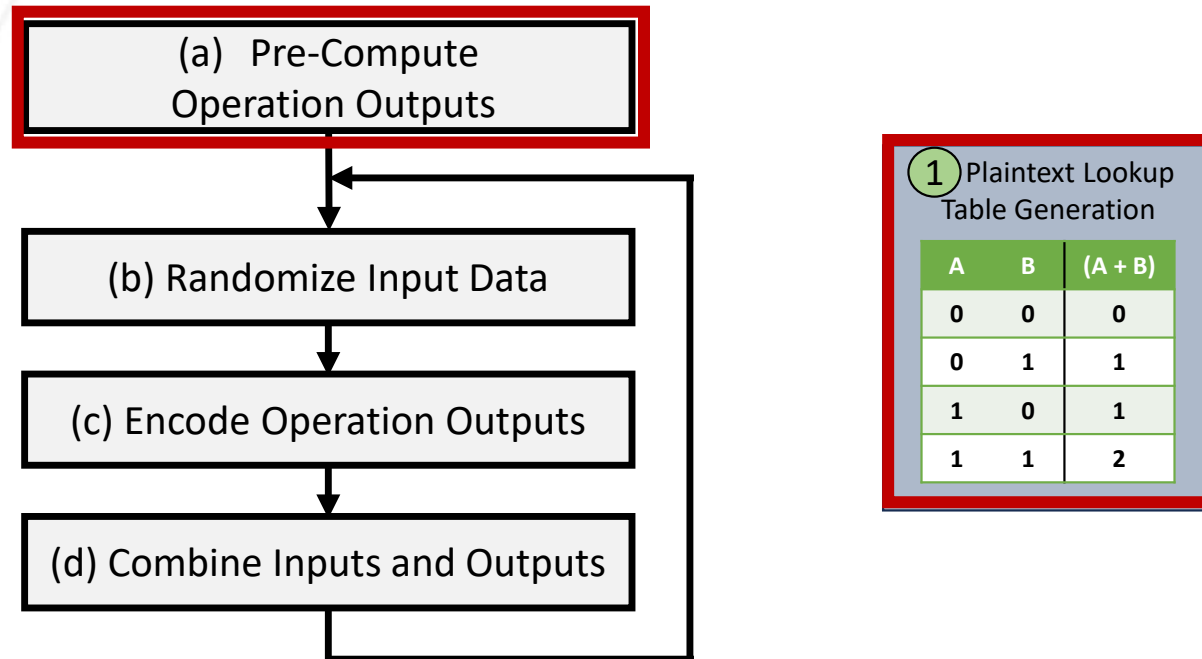 (a) Pre-Compute
Operation Outputs
(b) Randomize Input Data
(c) Encode Operation Outputs
(d) Combine Inputs and Outputs
1 Plaintext Lookup
Table Generation
A B (A + B)
0 0 0
0 1 1
1 0 1
1 1 2